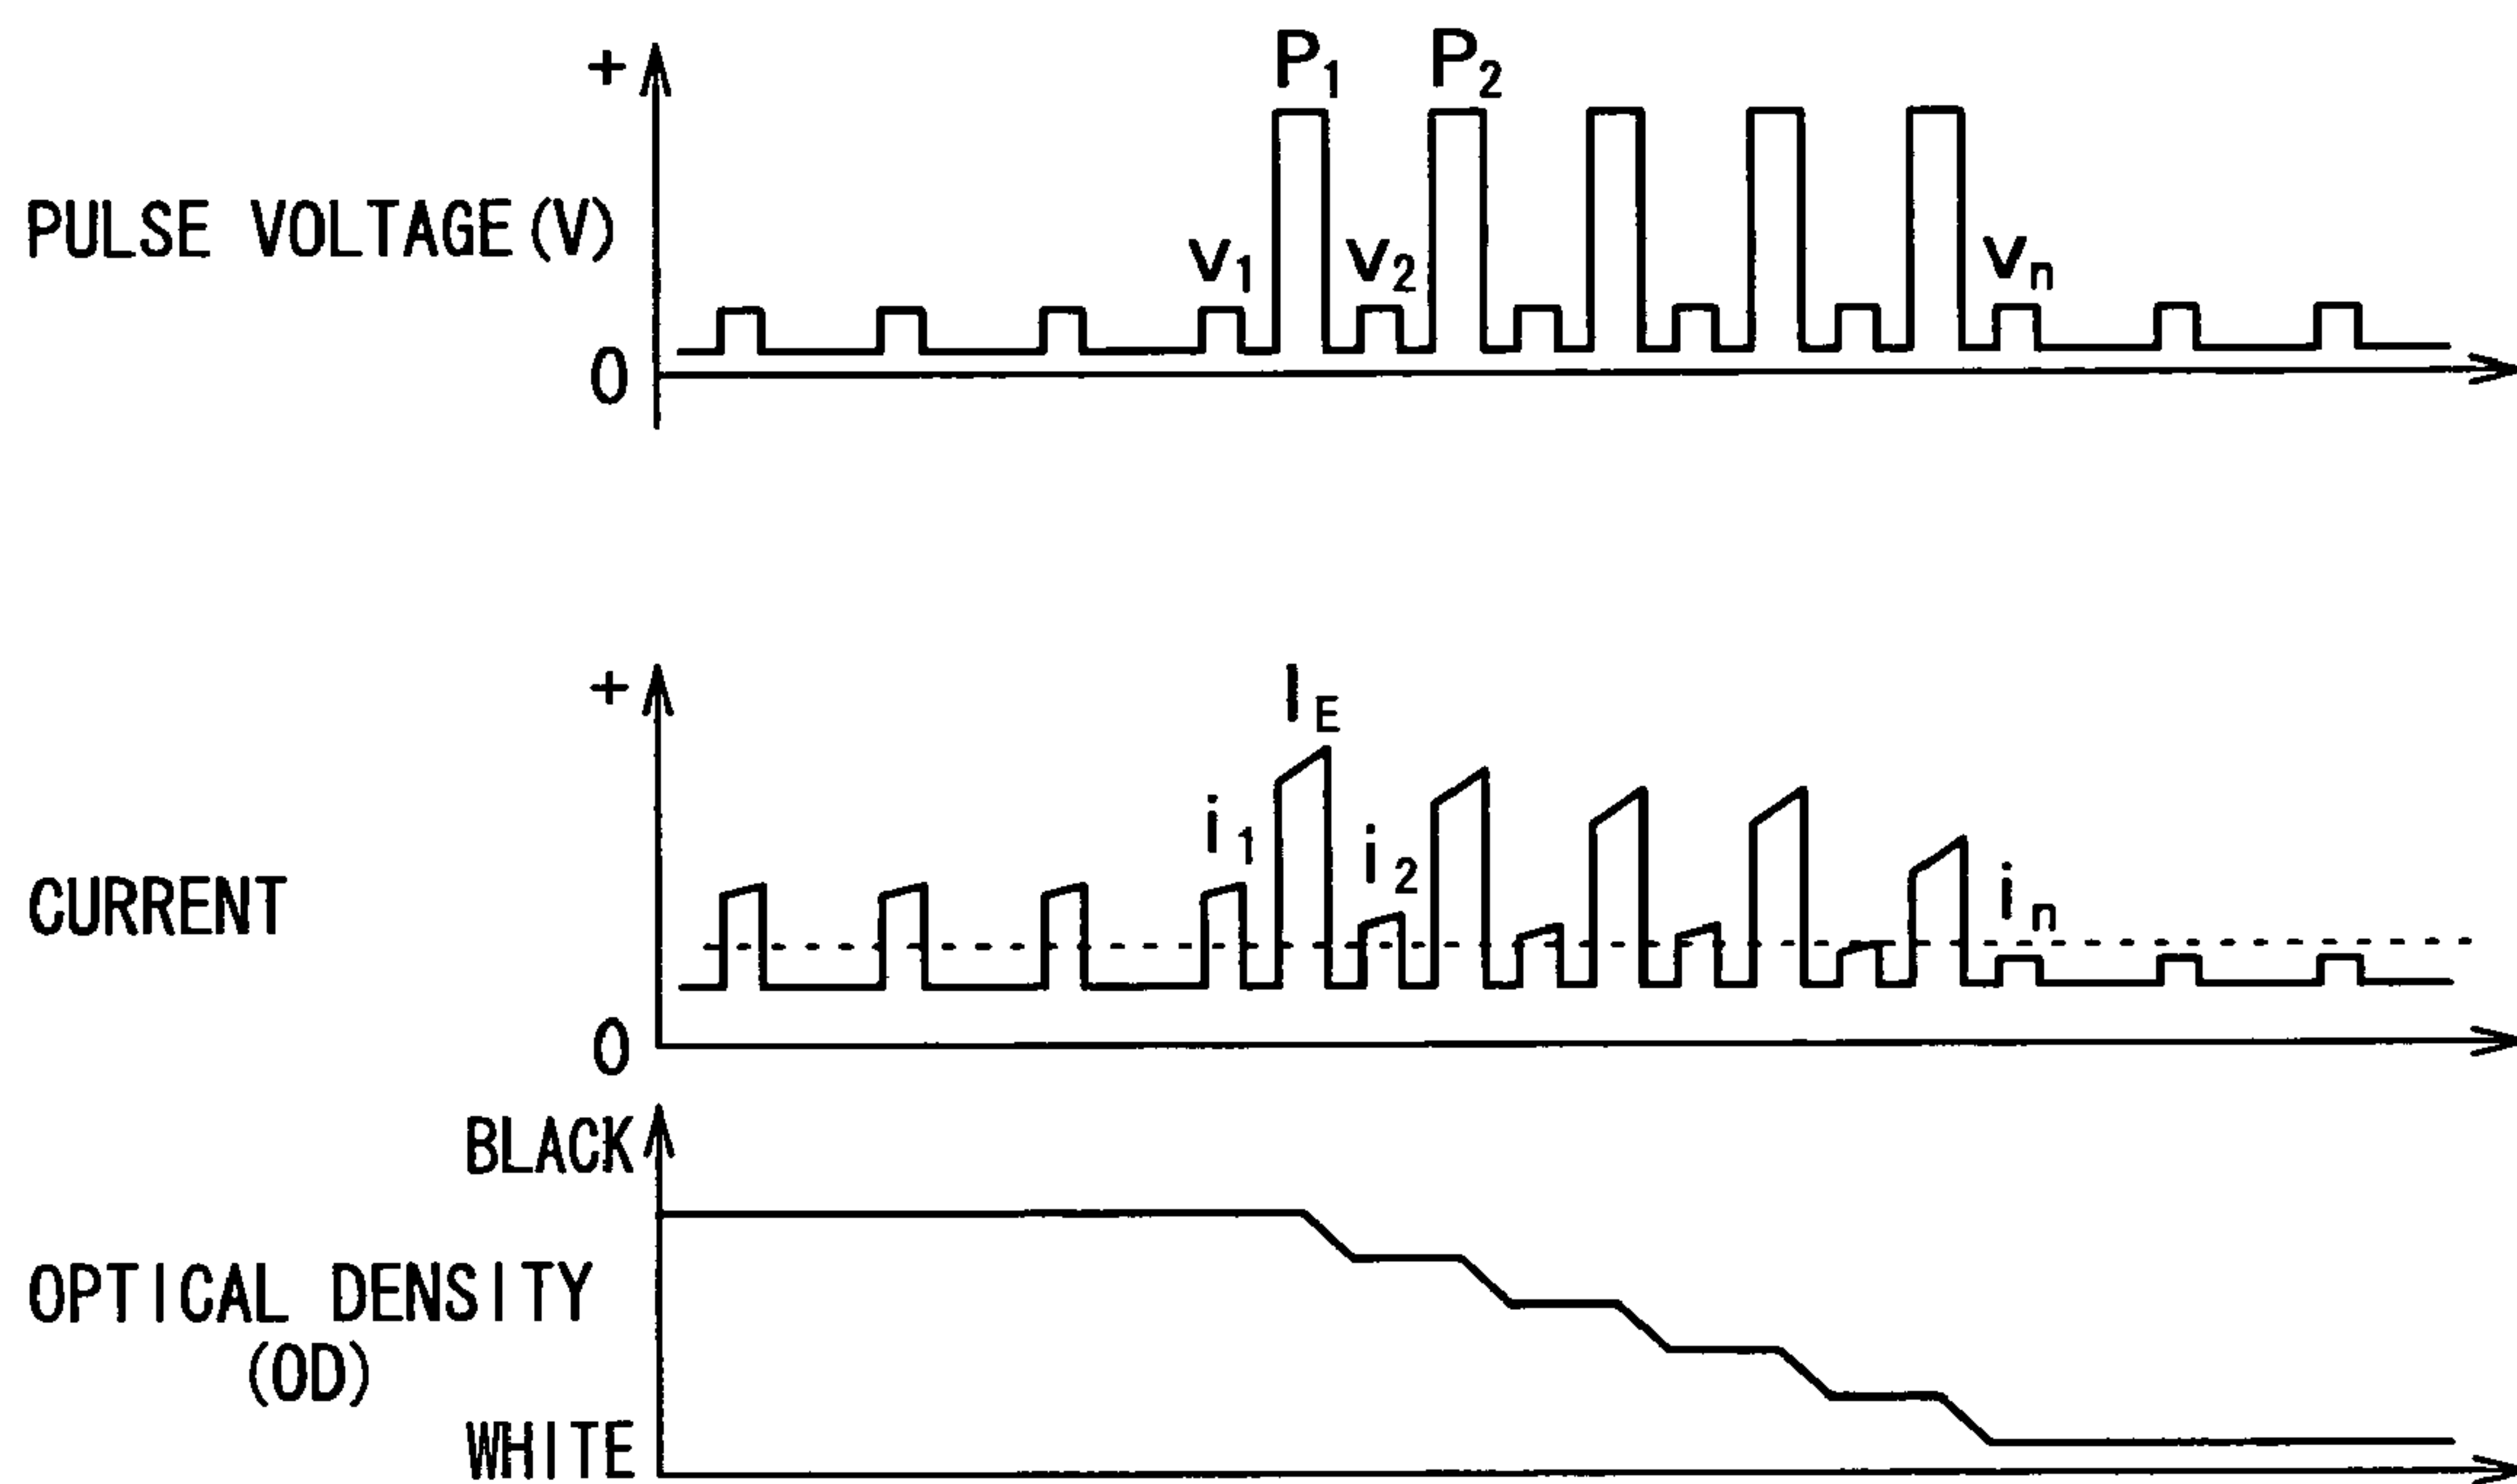 +
P1 P2
PULSE VOLTAGE(V)
v1 v2 vn
0
+
IE
i1 i2 in
CURRENT
0
BLACK
OPTICAL DENSITY
(OD)
WHITE